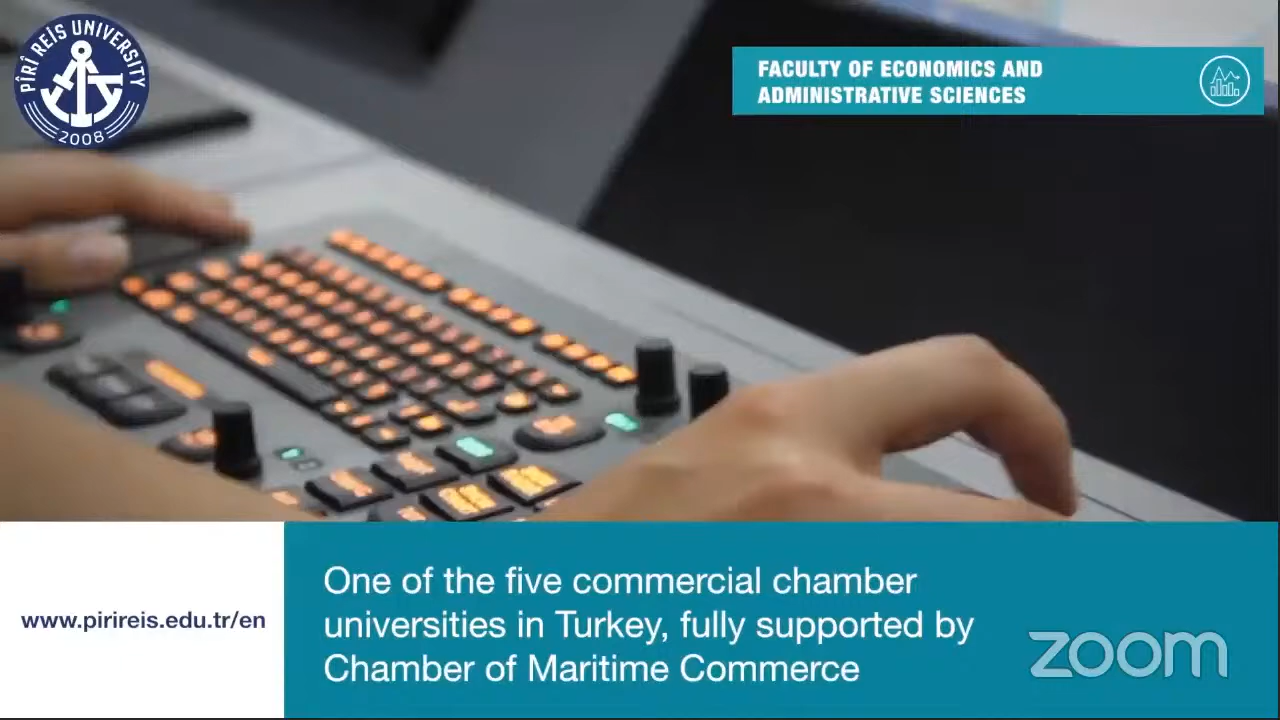 PÎRÎ REİS UNIVERSITY
2008
FACULTY OF ECONOMICS AND
ADMINISTRATIVE SCIENCES
www.pirireis.edu.tr/en
One of the five commercial chamber
universities in Turkey, fully supported by
Chamber of Maritime Commerce
zoom